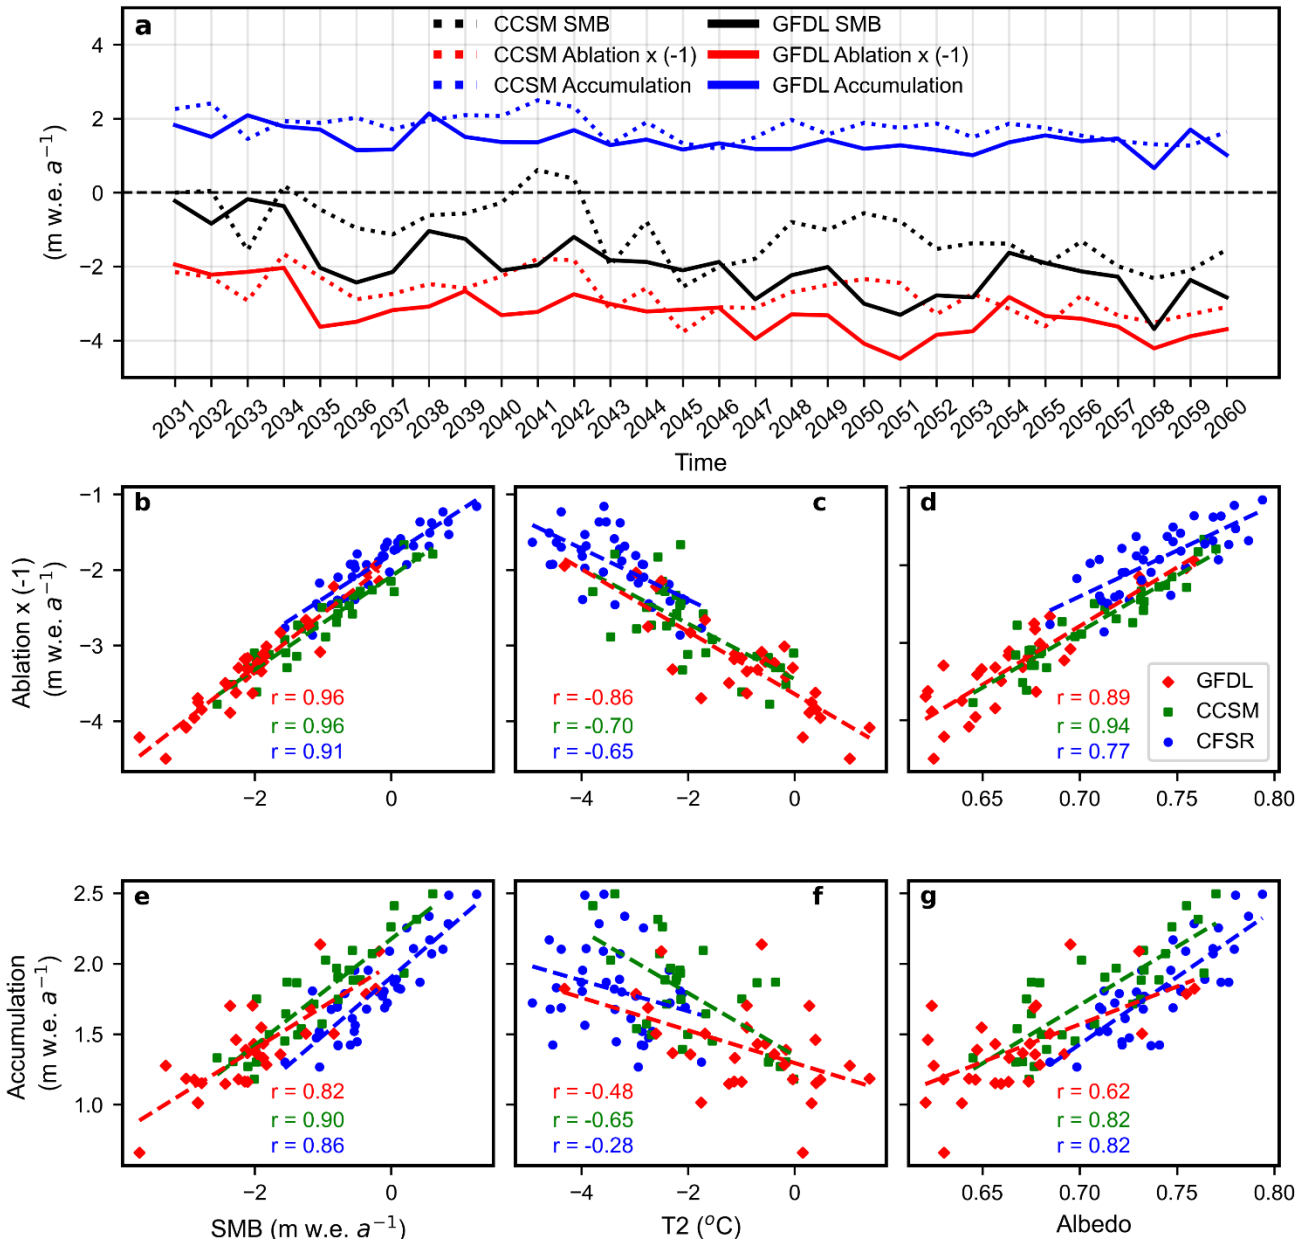 a
CCSM SMB
GFDL SMB
CCSM Ablation x (-1)
GFDL Ablation x (-1)
CCSM Accumulation
GFDL Accumulation
4
2
0
−2
−4
(m w.e. a⁻¹)
2031 2032 2033 2034 2035 2036 2037 2038 2039 2040 2041 2042 2043 2044 2045 2046 2047 2048 2049 2050 2051 2052 2053 2054 2055 2056 2057 2058 2059 2060
Time
b
c
d
−1
−2
−3
−4
Ablation x (-1)
(m w.e. a⁻¹)
r = 0.96
r = 0.96
r = 0.91
r = -0.86
r = -0.70
r = -0.65
r = 0.89
r = 0.94
r = 0.77
GFDL
CCSM
CFSR
−2 0
−4 −2 0
0.65 0.70 0.75 0.80
e
f
g
2.5
2.0
1.5
1.0
Accumulation
(m w.e. a⁻¹)
r = 0.82
r = 0.90
r = 0.86
r = -0.48
r = -0.65
r = -0.28
r = 0.62
r = 0.82
r = 0.82
−2 0
−4 −2 0
0.65 0.70 0.75 0.80
SMB (m w.e. a⁻¹)
T2 (°C)
Albedo